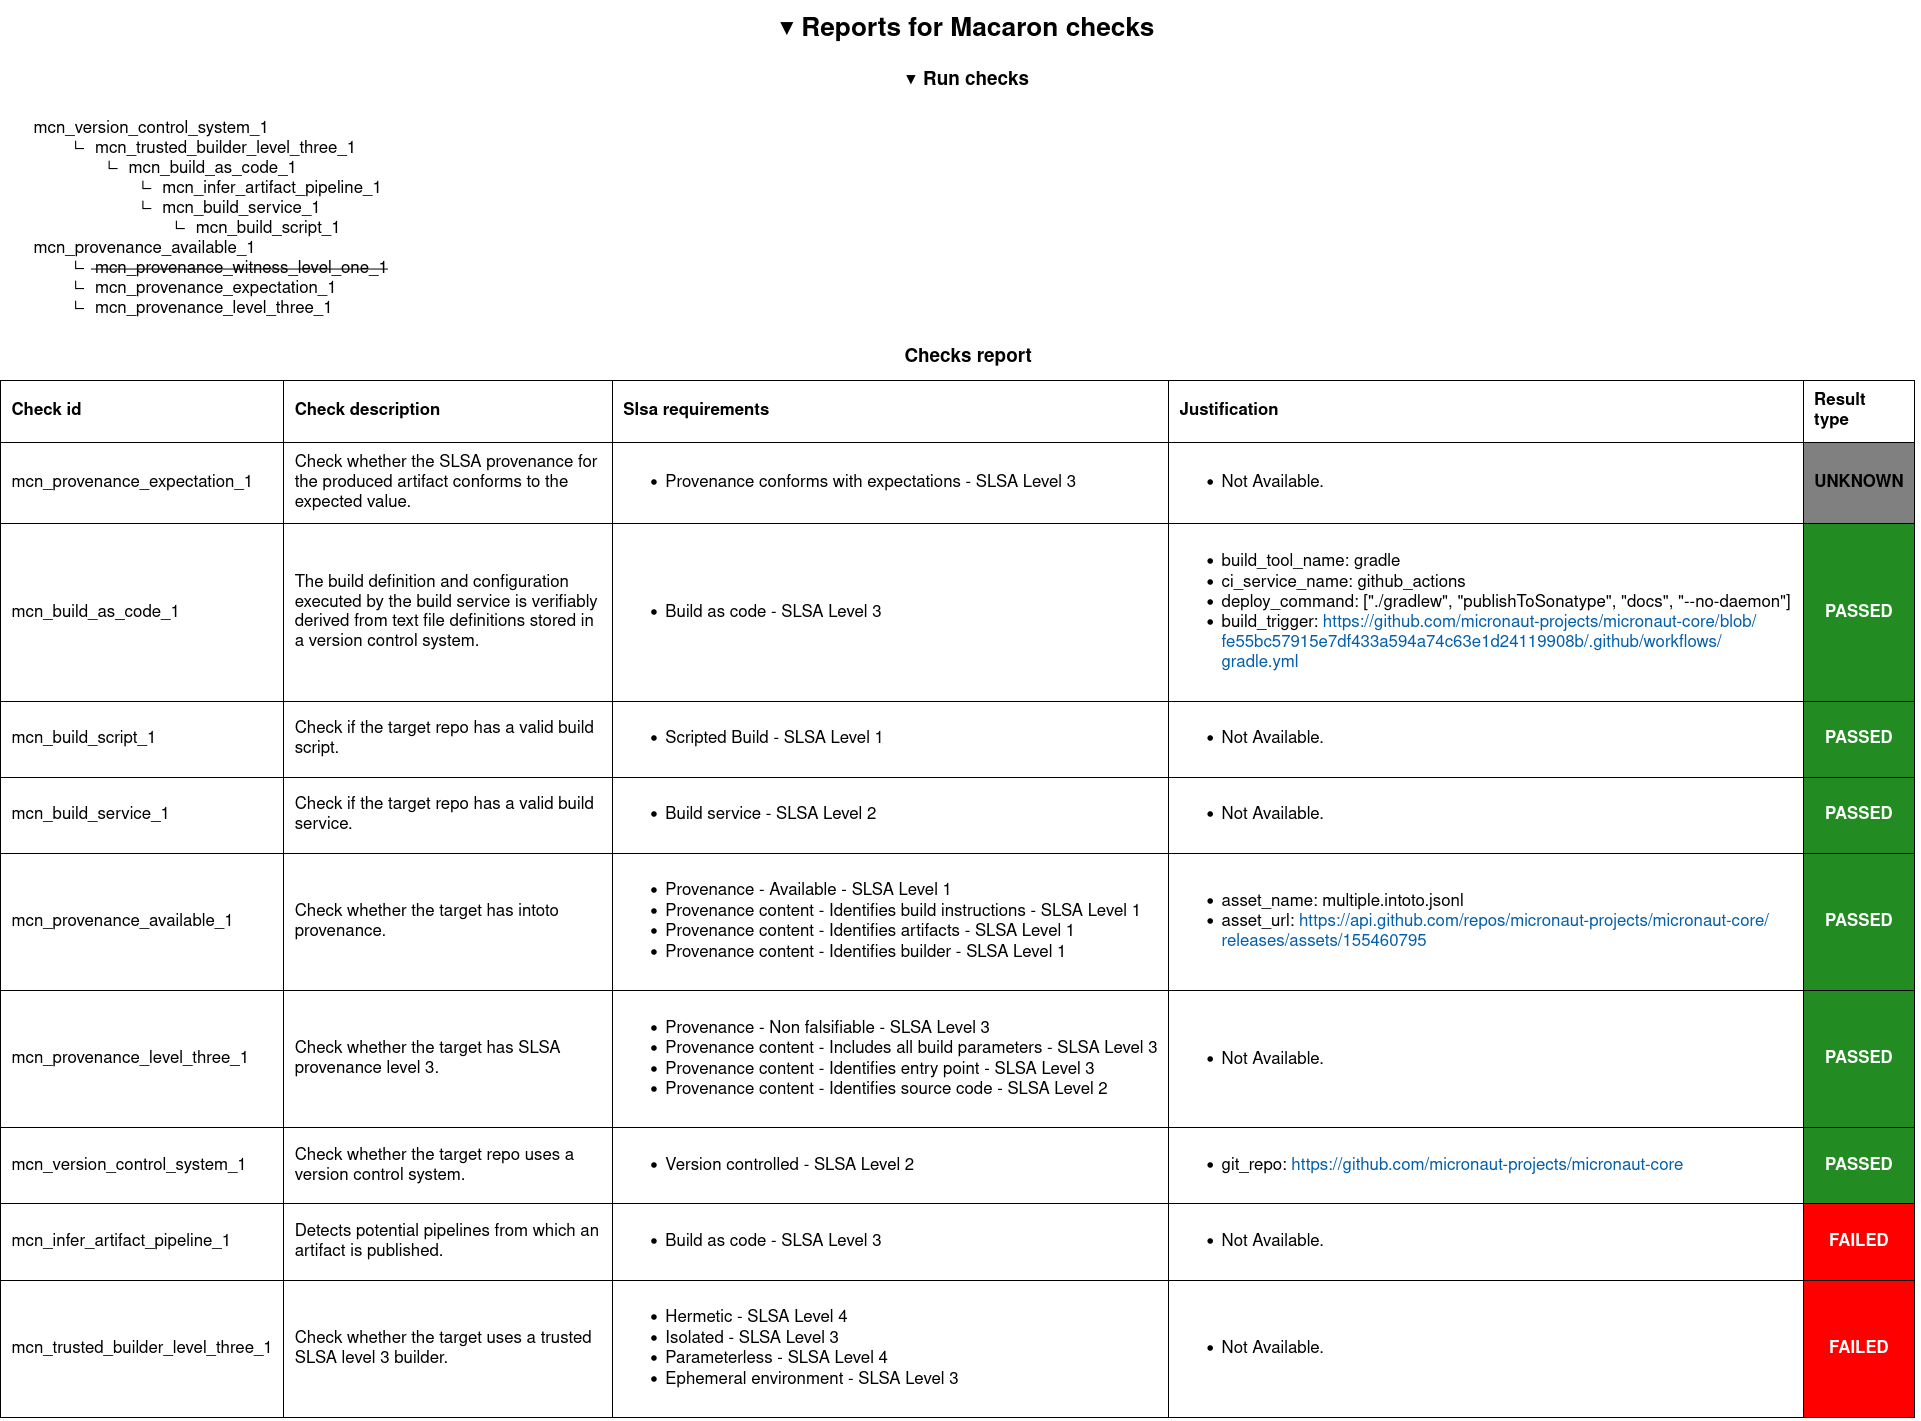 ▼ Reports for Macaron checks
▼ Run checks
mcn_version_control_system_1
└ mcn_trusted_builder_level_three_1
└ mcn_build_as_code_1
└ mcn_infer_artifact_pipeline_1
└ mcn_build_service_1
└ mcn_build_script_1
mcn_provenance_available_1
└ mcn_provenance_witness_level_one_1
└ mcn_provenance_expectation_1
└ mcn_provenance_level_three_1
Checks report
Check id
Check description
Slsa requirements
Justification
Result
type
mcn_provenance_expectation_1
Check whether the SLSA provenance for
the produced artifact conforms to the
expected value.
• Provenance conforms with expectations - SLSA Level 3
• Not Available.
UNKNOWN
mcn_build_as_code_1
The build definition and configuration
executed by the build service is verifiably
derived from text file definitions stored in
a version control system.
• Build as code - SLSA Level 3
• build_tool_name: gradle
• ci_service_name: github_actions
• deploy_command: ["./gradlew", "publishToSonatype", "docs", "--no-daemon"]
• build_trigger: https://github.com/micronaut-projects/micronaut-core/blob/
fe55bc57915e7df433a594a74c63e1d24119908b/.github/workflows/
gradle.yml
PASSED
mcn_build_script_1
Check if the target repo has a valid build
script.
• Scripted Build - SLSA Level 1
• Not Available.
PASSED
mcn_build_service_1
Check if the target repo has a valid build
service.
• Build service - SLSA Level 2
• Not Available.
PASSED
mcn_provenance_available_1
Check whether the target has intoto
provenance.
• Provenance - Available - SLSA Level 1
• Provenance content - Identifies build instructions - SLSA Level 1
• Provenance content - Identifies artifacts - SLSA Level 1
• Provenance content - Identifies builder - SLSA Level 1
• asset_name: multiple.intoto.jsonl
• asset_url: https://api.github.com/repos/micronaut-projects/micronaut-core/
releases/assets/155460795
PASSED
mcn_provenance_level_three_1
Check whether the target has SLSA
provenance level 3.
• Provenance - Non falsifiable - SLSA Level 3
• Provenance content - Includes all build parameters - SLSA Level 3
• Provenance content - Identifies entry point - SLSA Level 3
• Provenance content - Identifies source code - SLSA Level 2
• Not Available.
PASSED
mcn_version_control_system_1
Check whether the target repo uses a
version control system.
• Version controlled - SLSA Level 2
• git_repo: https://github.com/micronaut-projects/micronaut-core
PASSED
mcn_infer_artifact_pipeline_1
Detects potential pipelines from which an
artifact is published.
• Build as code - SLSA Level 3
• Not Available.
FAILED
mcn_trusted_builder_level_three_1
Check whether the target uses a trusted
SLSA level 3 builder.
• Hermetic - SLSA Level 4
• Isolated - SLSA Level 3
• Parameterless - SLSA Level 4
• Ephemeral environment - SLSA Level 3
• Not Available.
FAILED